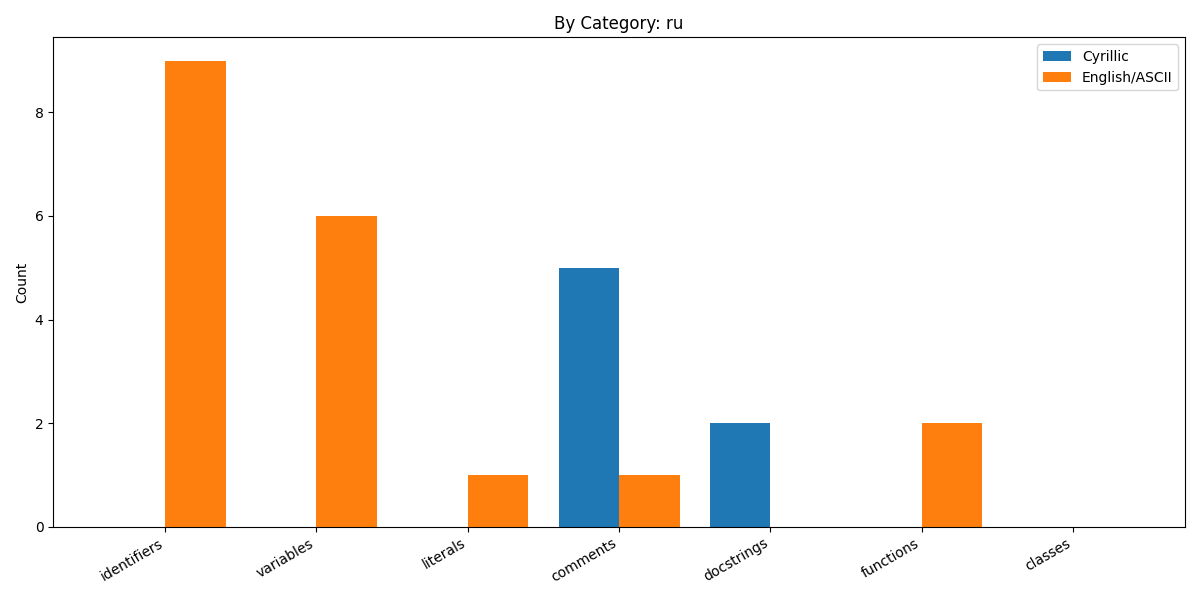 By Category: ru
Cyrillic
English/ASCII
Count
8
6
4
2
0
identifiers
variables
literals
comments
docstrings
functions
classes